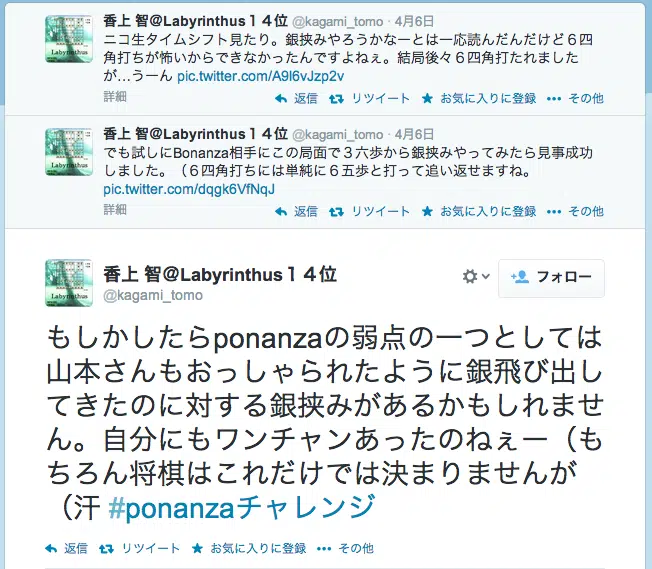 香上 智@Labyrinthus１４位 @kagami_tomo · 4月6日
ニコ生タイムシフト見たり。銀挟みやろうかなーとは一応読んだんだけど６四
角打ちが怖いからできなかったんですよねぇ。結局後々６四角打たれました
が…うーん pic.twitter.com/A9l6vJzp2v
詳細
返信 リツイート お気に入りに登録 その他
香上 智@Labyrinthus１４位 @kagami_tomo · 4月6日
でも試しにBonanza相手にこの局面で３六歩から銀挟みやってみたら見事成功
しました。（６四角打ちには単純に６五歩と打って追い返せますね。
pic.twitter.com/dqgk6VfNqJ
詳細
返信 リツイート お気に入りに登録 その他
香上 智@Labyrinthus１４位
@kagami_tomo
フォロー
もしかしたらponanzaの弱点の一つとしては
山本さんもおっしゃられたように銀飛び出し
てきたのに対する銀挟みがあるかもしれませ
ん。自分にもワンチャンあったのねぇー（も
ちろん将棋はこれだけでは決まりませんが
（汗 #ponanzaチャレンジ
返信 リツイート お気に入りに登録 その他
Labyrinthus
Labyrinthus
Labyrinthus